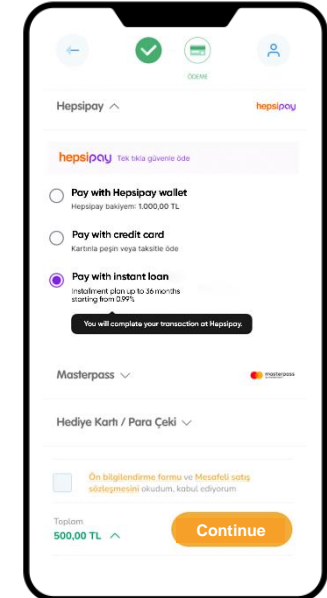 ÖDEME
Hepsipay
hepsipay
hepsipay Tek tıkla güvenle öde
Pay with Hepsipay wallet
Hepsipay bakiyemi 1.000,00 TL
Pay with credit card
Kartınla peşin veya taksitle öde
Pay with instant loan
Instalment plan up to 36 months
starting from 0.99%
You will complete your transaction at Hepsipay.
Masterpass
masterpass
Hediye Kartı / Para Çeki
Ön bilgilendirme formu ve Mesafeli satış
sözleşmesini okudum, kabul ediyorum
Toplam
500,00 TL
Continue